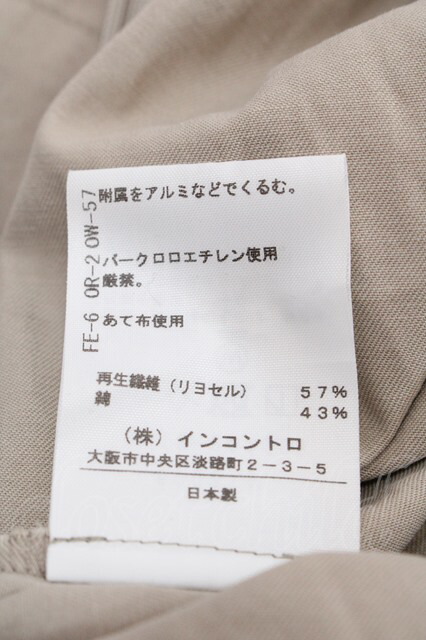 附属をアルミなどでくるむ。
パークロロエチレン使用
厳禁。
あて布使用
再生繊維（リヨセル） 57%
綿 43%
（株）インコントロ
大阪市中央区淡路町2-3-5
日本製
FE-6 OR-2 OW-57